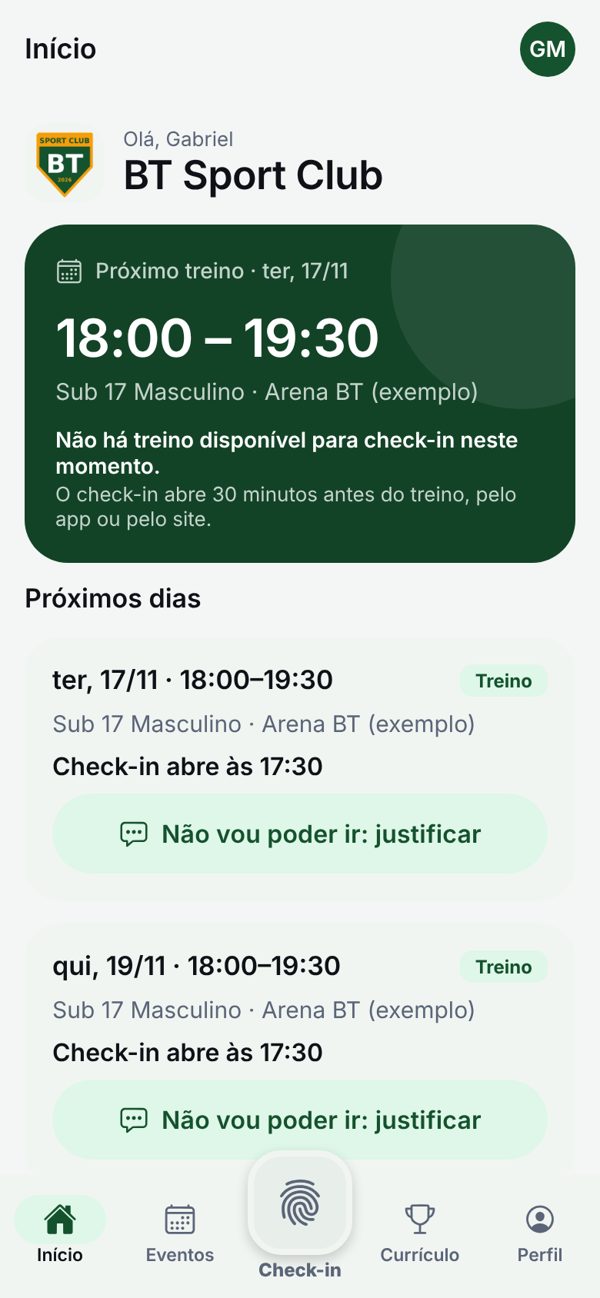 Início
GM
SPORT CLUB
BT
2026
Olá, Gabriel
BT Sport Club
Próximo treino · ter, 17/11
18:00 – 19:30
Sub 17 Masculino · Arena BT (exemplo)
Não há treino disponível para check-in neste
momento.
O check-in abre 30 minutos antes do treino, pelo
app ou pelo site.
Próximos dias
ter, 17/11 · 18:00–19:30
Treino
Sub 17 Masculino · Arena BT (exemplo)
Check-in abre às 17:30
Não vou poder ir: justificar
qui, 19/11 · 18:00–19:30
Treino
Sub 17 Masculino · Arena BT (exemplo)
Check-in abre às 17:30
Não vou poder ir: justificar
Início
Eventos
Check-in
Currículo
Perfil